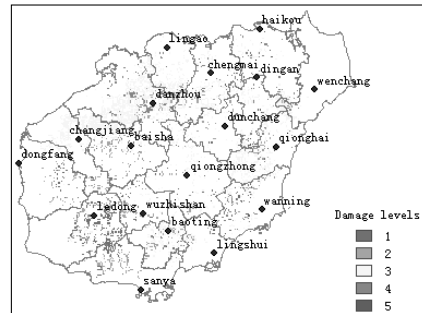 haikou
lingao
chengmai
dingan
wenchang
danzhou
dunchang
changjiang
baisha
qionghai
dongfang
qiongzhong
ledong
wuzhishan
wanning
baoting
Damage levels
lingshui
1
2
3
sanya
4
5